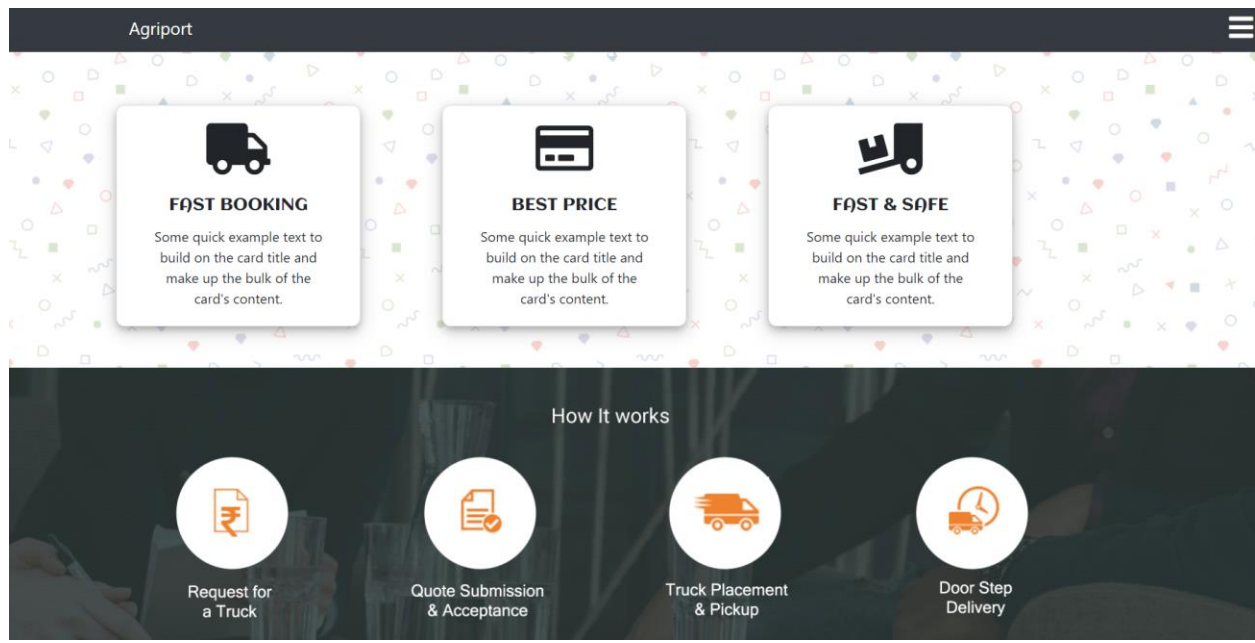 Agriport
FAST BOOKING
Some quick example text to
build on the card title and
make up the bulk of the
card's content.
BEST PRICE
Some quick example text to
build on the card title and
make up the bulk of the
card's content.
FAST & SAFE
Some quick example text to
build on the card title and
make up the bulk of the
card's content.
How It works
₹
Request for
a Truck
Quote Submission
& Acceptance
Truck Placement
& Pickup
Door Step
Delivery